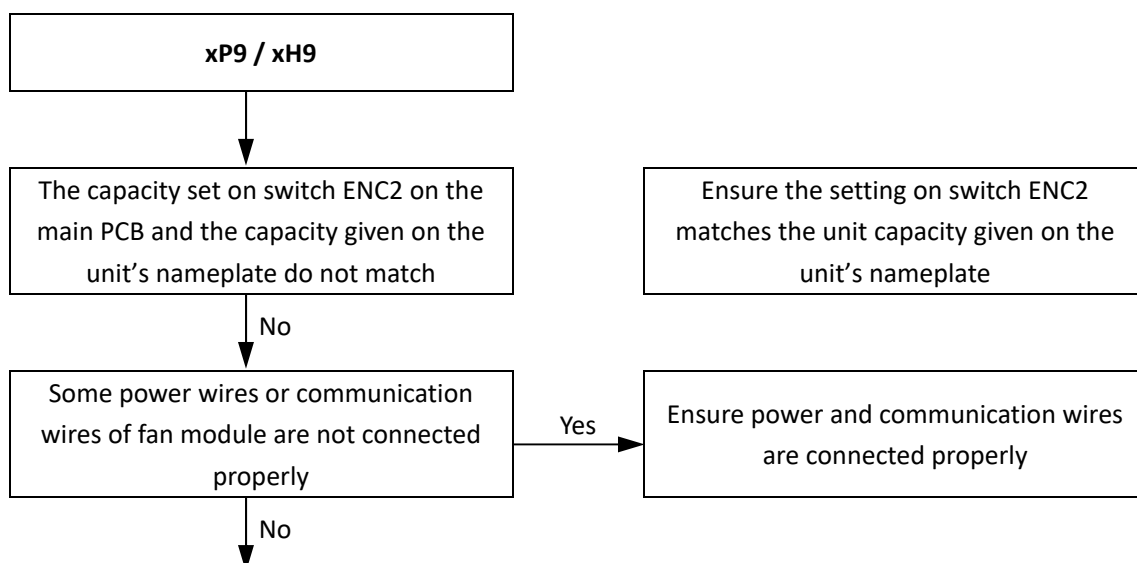 xP9 / xH9
The capacity set on switch ENC2 on the
main PCB and the capacity given on the
unit’s nameplate do not match
Ensure the setting on switch ENC2
matches the unit capacity given on the
unit’s nameplate
No
Some power wires or communication
wires of fan module are not connected
properly
Yes
Ensure power and communication wires
are connected properly
No